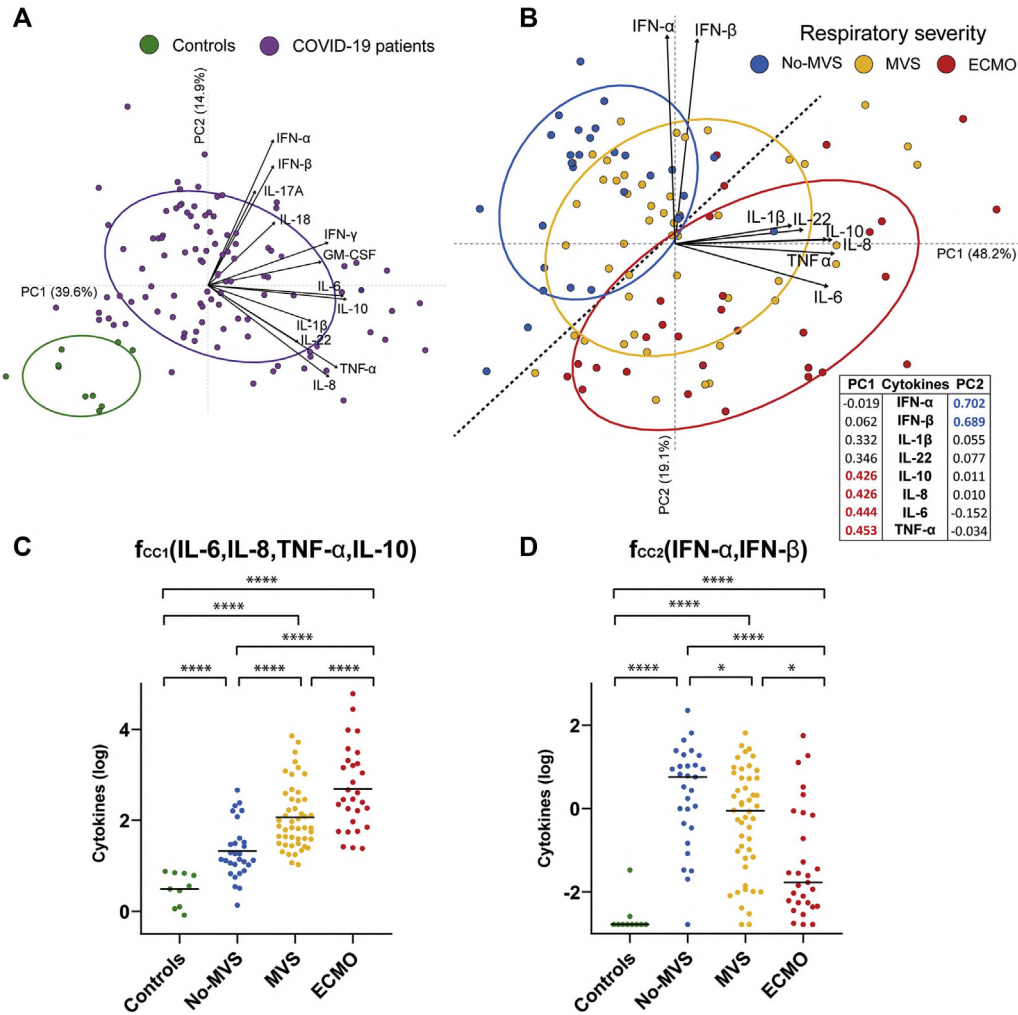 A
Controls
COVID-19 patients
PC2 (14.9%)
IFN-α
IFN-β
IL-17A
IL-18
IFN-γ
GM-CSF
PC1 (39.6%)
IL-6
IL-10
IL-1β
IL-22
TNF-α
IL-8
B
IFN-α
IFN-β
Respiratory severity
No-MVS
MVS
ECMO
IL-1β
IL-22
IL-10
IL-8
PC1 (48.2%)
TNFα
IL-6
PC2 (19.1%)
PC1 Cytokines PC2
-0.019 IFN-α 0.702
0.062 IFN-β 0.689
0.332 IL-1β 0.055
0.346 IL-22 0.077
0.426 IL-10 0.011
0.426 IL-8 0.010
0.444 IL-6 -0.152
0.453 TNF-α -0.034
C
fCC1(IL-6,IL-8,TNF-α,IL-10)
****
****
****
**** **** ****
Cytokines (log)
4
2
0
Controls
No-MVS
MVS
ECMO
D
fCC2(IFN-α,IFN-β)
****
****
****
**** * *
Cytokines (log)
2
0
-2
Controls
No-MVS
MVS
ECMO